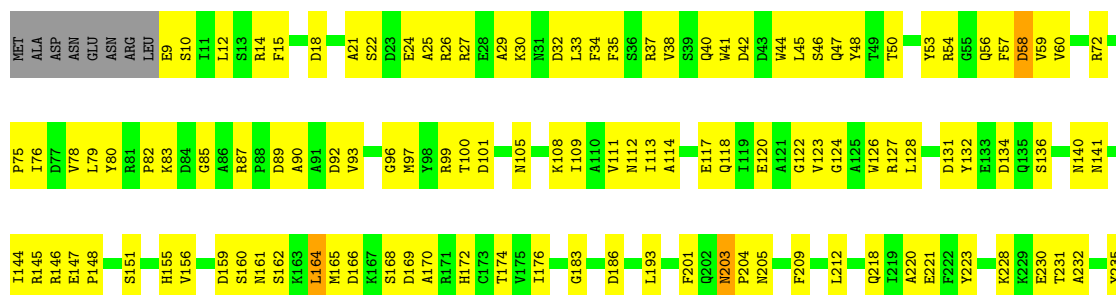 MET ALA ASP ASN GLU ASN ARG LEU E9 S10 I11 L12 S13 R14 F15 D18 A21 S22 D23 E24 A25 R26 R27 E28 A29 K30 N31 D32 L33 F34 F35 S36 R37 V38 S39 Q40 W41 D42 D43 W44 L45 S46 Q47 Y48 T49 T50 Y53 R54 G55 Q56 F57 D58 V59 V60 R72
P75 I76 D77 V78 L79 Y80 R81 P82 K83 D84 G85 A86 R87 P88 D89 A90 A91 D92 V93 G96 M97 Y98 R99 T100 D101 N105 K108 I109 A110 V111 N112 I113 A114 E117 Q118 I119 E120 A121 G122 V123 G124 A125 W126 R127 L128 D131 Y132 E133 D134 Q135 S136 N140 N141
I144 R145 R146 E147 P148 S151 H155 V156 D159 S160 N161 S162 K163 L164 M165 D166 K167 S168 D169 A170 R171 H172 C173 T174 V175 I176 G183 D186 L193 F201 Q202 N203 P204 N205 F209 L212 Q218 I219 A220 E221 F222 Y223 K228 K229 E230 T231 A232